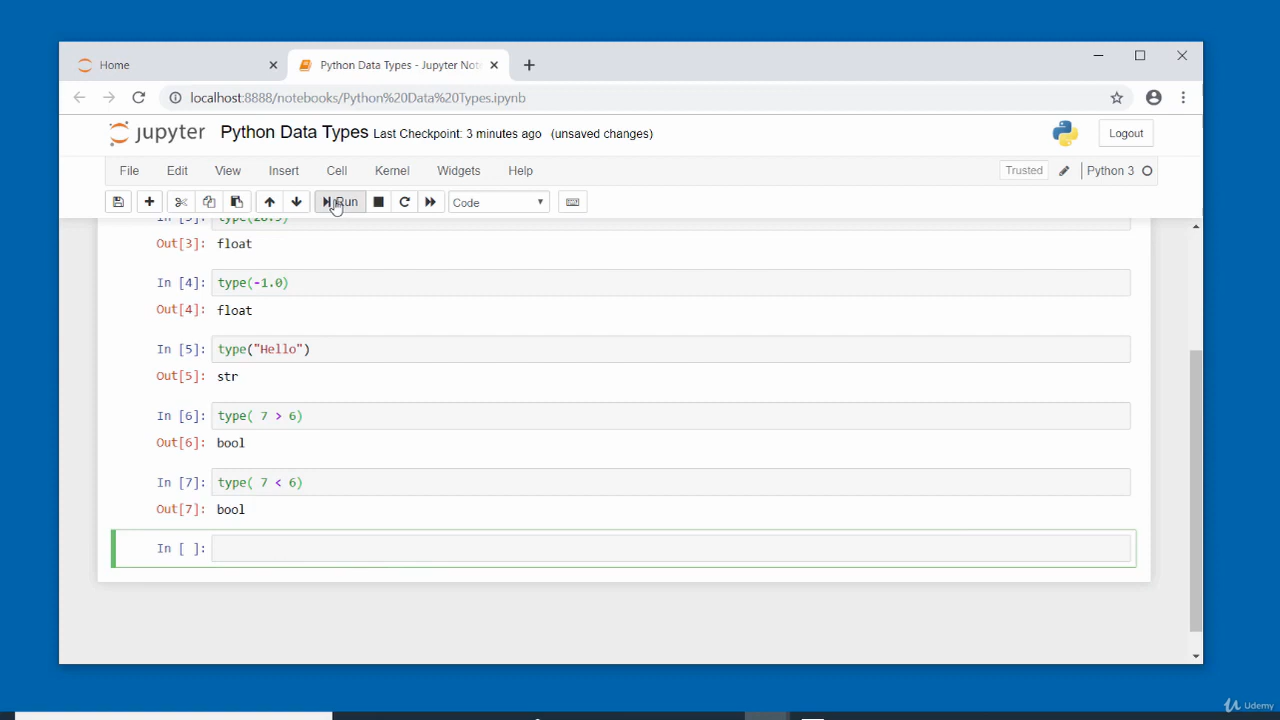 Home
Python Data Types - Jupyter Not
localhost:8888/notebooks/Python%20Data%20Types.ipynb
jupyter Python Data Types Last Checkpoint: 3 minutes ago (unsaved changes)
Logout
File Edit View Insert Cell Kernel Widgets Help
Trusted
Python 3
Run
Code
Out[3]: float
In [4]: type(-1.0)
Out[4]: float
In [5]: type("Hello")
Out[5]: str
In [6]: type( 7 > 6)
Out[6]: bool
In [7]: type( 7 < 6)
Out[7]: bool
In [ ]:
Udemy